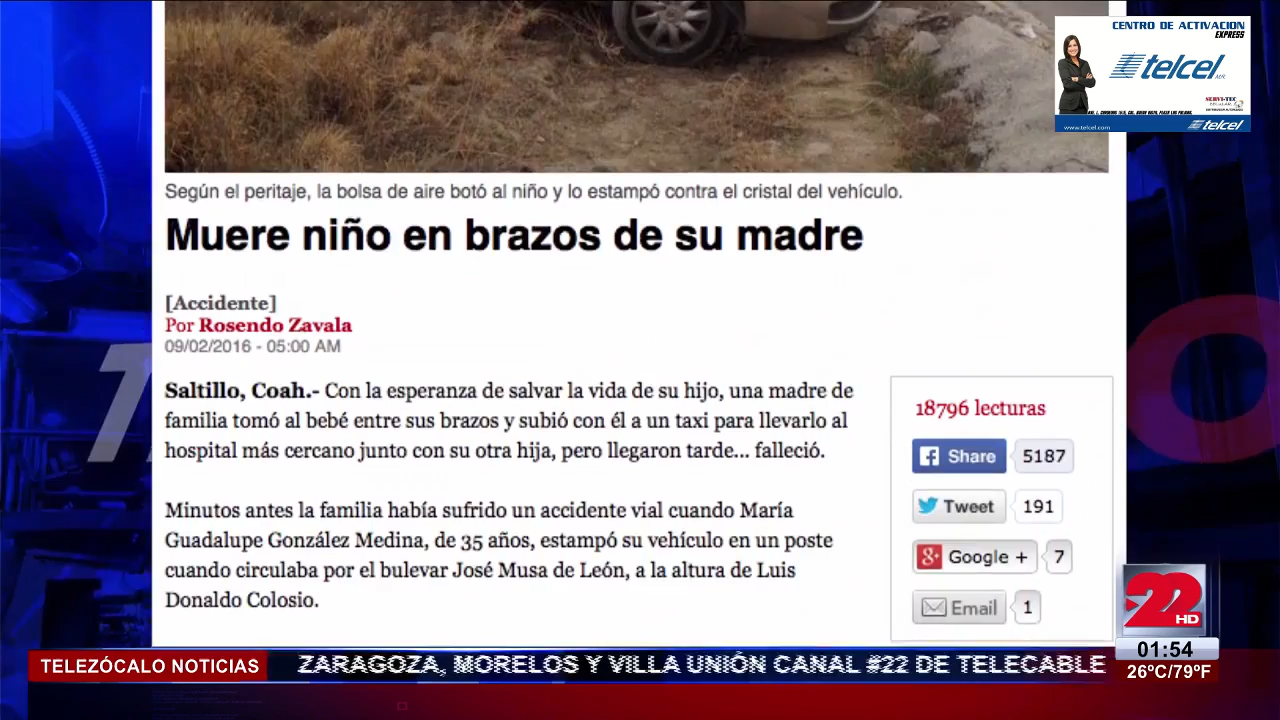 CENTRO DE ACTIVACION
EXPRESS
telcel
www.telcel.com
telcel
Según el peritaje, la bolsa de aire botó al niño y lo estampó contra el cristal del vehículo.
Muere niño en brazos de su madre
[Accidente]
Por Rosendo Zavala
09/02/2016 - 05:00 AM
Saltillo, Coah.- Con la esperanza de salvar la vida de su hijo, una madre de
familia tomó al bebé entre sus brazos y subió con él a un taxi para llevarlo al
hospital más cercano junto con su otra hija, pero llegaron tarde... falleció.
Minutos antes la familia había sufrido un accidente vial cuando María
Guadalupe González Medina, de 35 años, estampó su vehículo en un poste
cuando circulaba por el bulevar José Musa de León, a la altura de Luis
Donaldo Colosio.
18796 lecturas
Share 5187
Tweet 191
Google + 7
Email 1
22
HD
01:54
26ºC/79ºF
TELEZÓCALO NOTICIAS
ZARAGOZA, MORELOS Y VILLA UNIÓN CANAL #22 DE TELECABLE